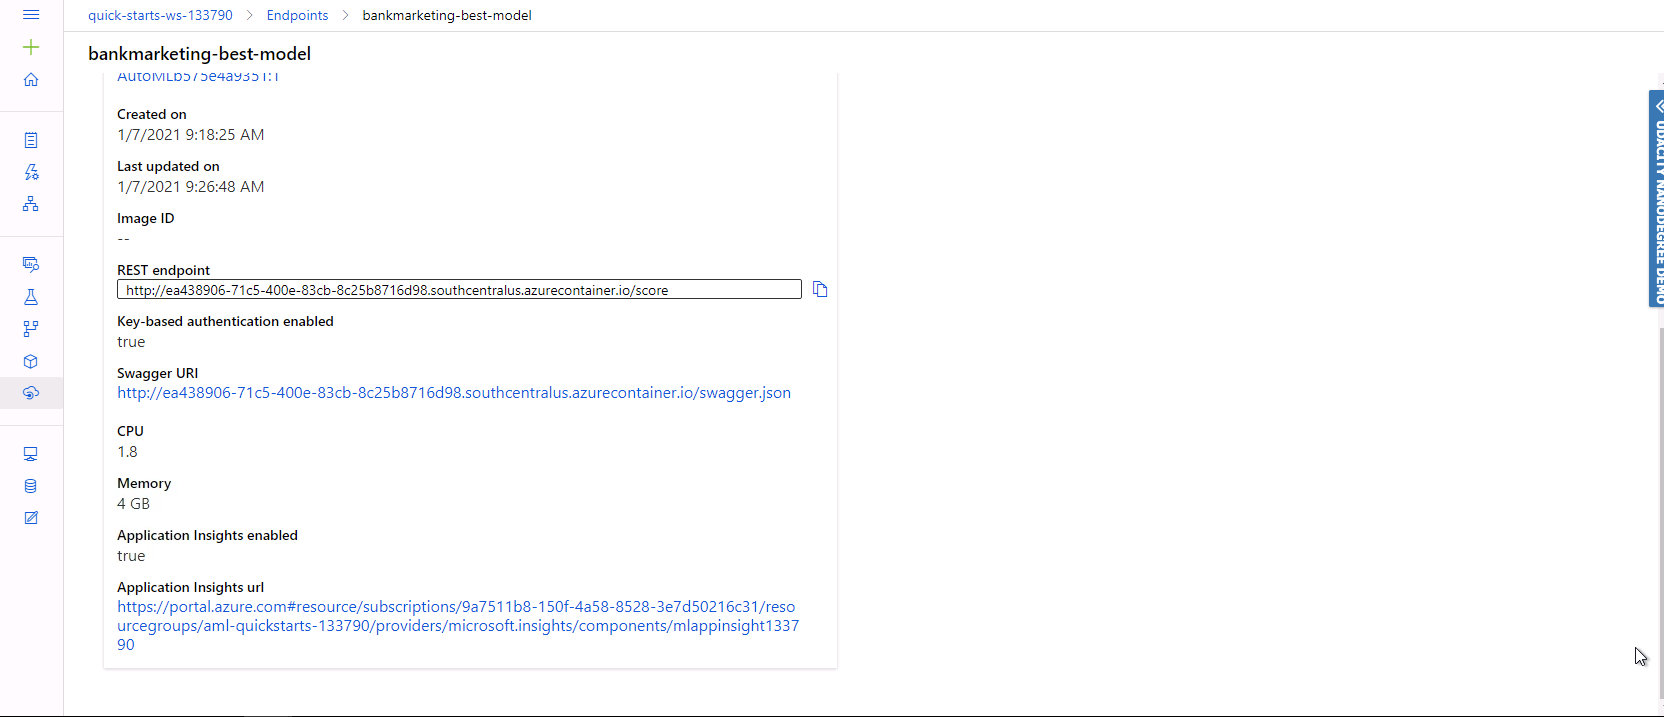 quick-starts-ws-133790 > Endpoints > bankmarketing-best-model
bankmarketing-best-model
AutoMLb575e4a9351:1
Created on
1/7/2021 9:18:25 AM
Last updated on
1/7/2021 9:26:48 AM
Image ID
--
REST endpoint
http://ea438906-71c5-400e-83cb-8c25b8716d98.southcentralus.azurecontainer.io/score
Key-based authentication enabled
true
Swagger URI
http://ea438906-71c5-400e-83cb-8c25b8716d98.southcentralus.azurecontainer.io/swagger.json
CPU
1.8
Memory
4 GB
Application Insights enabled
true
Application Insights url
https://portal.azure.com#resource/subscriptions/9a7511b8-150f-4a58-8528-3e7d50216c31/reso
urcegroups/aml-quickstarts-133790/providers/microsoft.insights/components/mlappinsight1337
90
UDACITY NANODEGREE DEMO